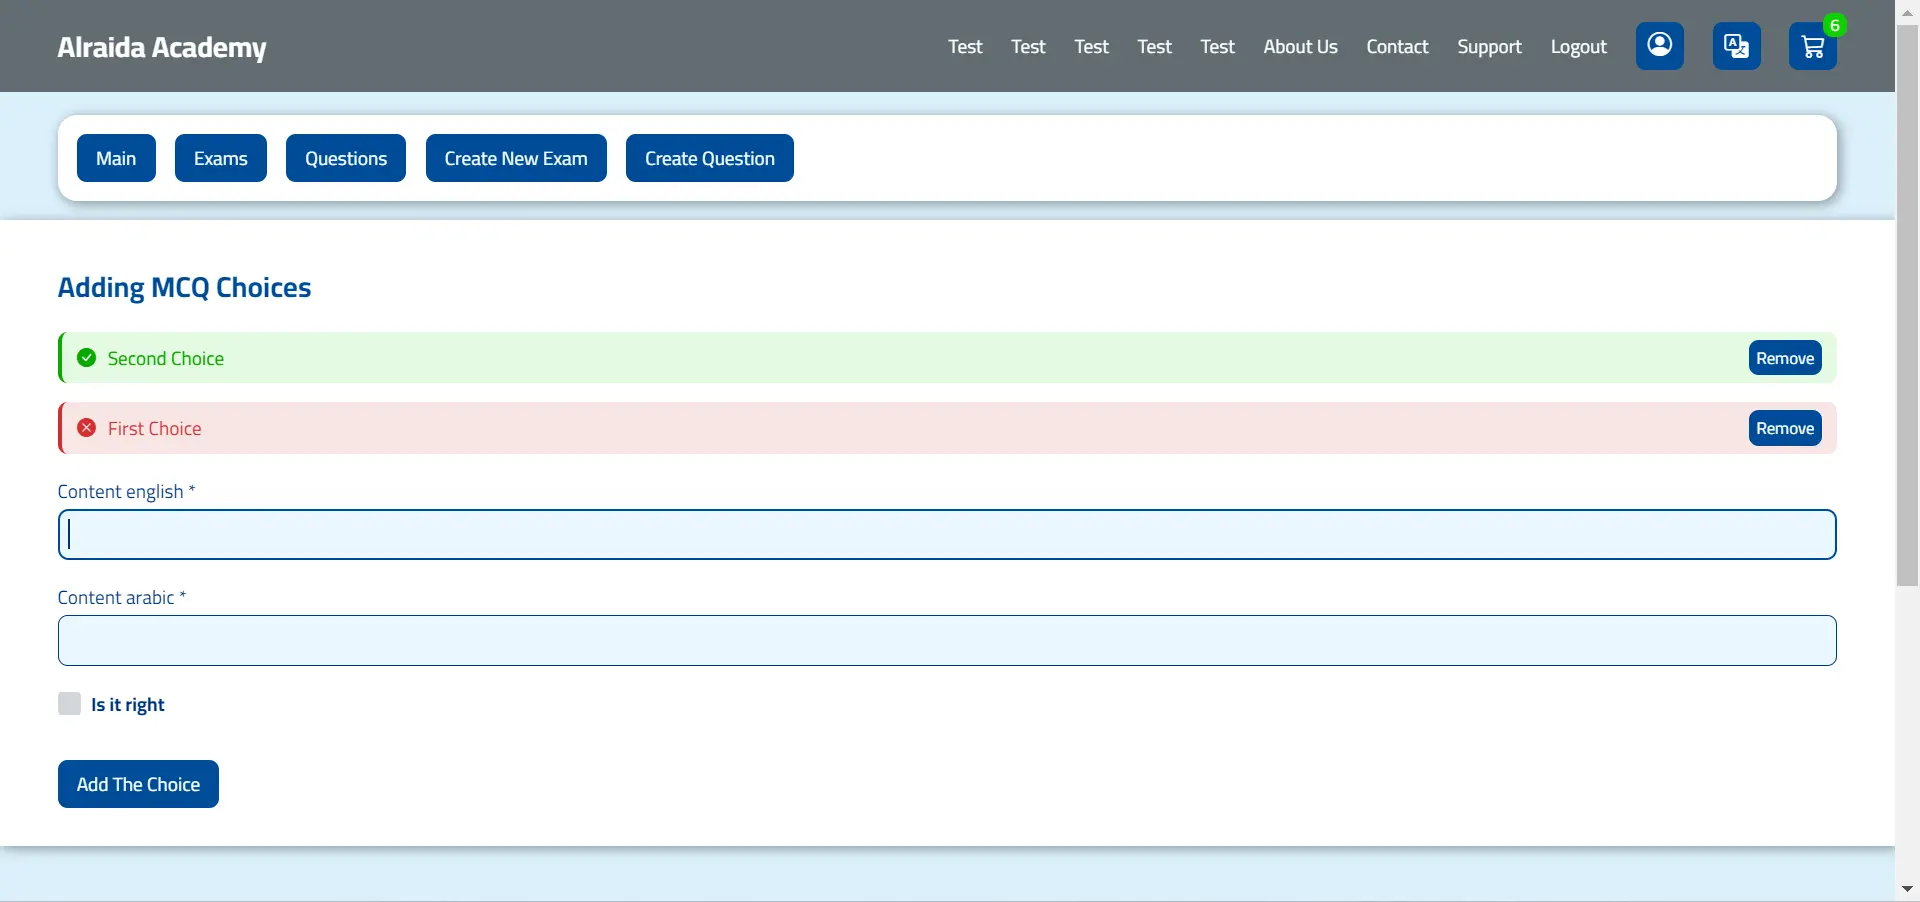 Alraida Academy
Test Test Test Test Test About Us Contact Support Logout 6
Main Exams Questions Create New Exam Create Question
Adding MCQ Choices
Second Choice Remove
First Choice Remove
Content english *
Content arabic *
Is it right
Add The Choice